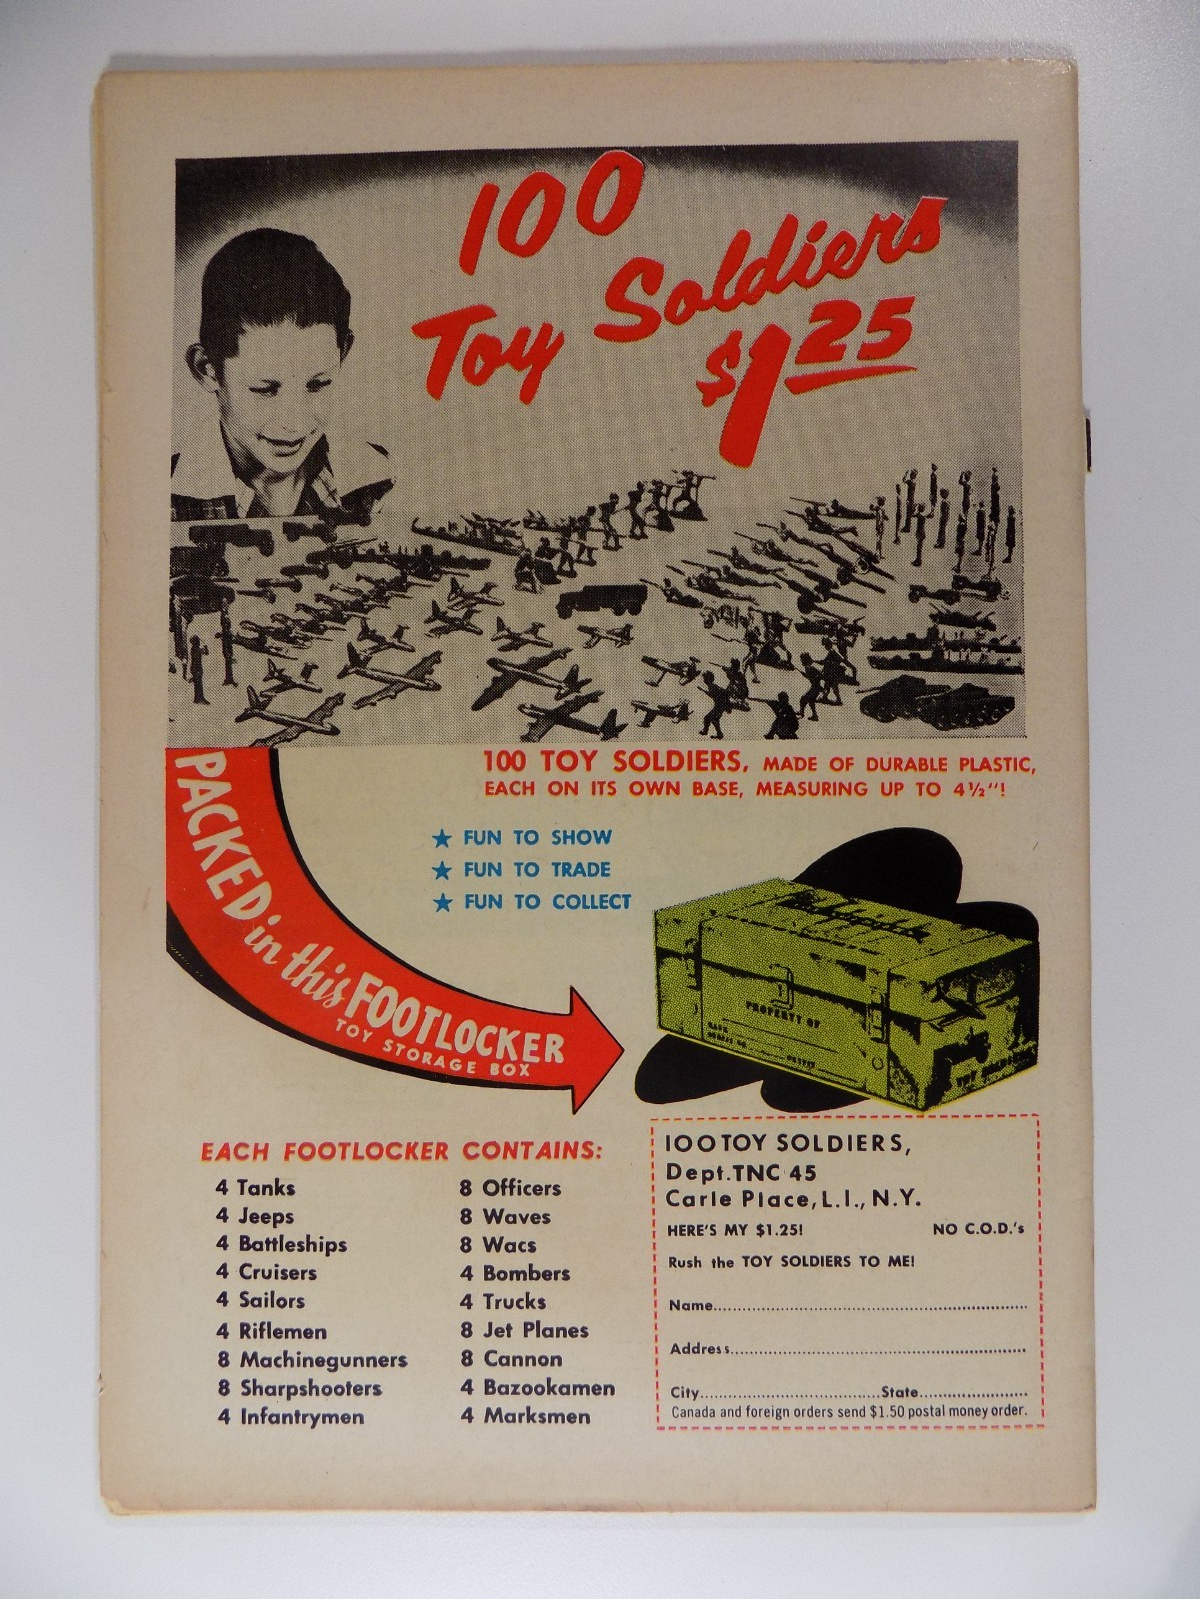 100
Toy Soldiers
$1 25
PACKED in this FOOTLOCKER
TOY STORAGE BOX
100 TOY SOLDIERS, MADE OF DURABLE PLASTIC,
EACH ON ITS OWN BASE, MEASURING UP TO 4½"!
★ FUN TO SHOW
★ FUN TO TRADE
★ FUN TO COLLECT
PROPERTY OF
EACH FOOTLOCKER CONTAINS:
4 Tanks
4 Jeeps
4 Battleships
4 Cruisers
4 Sailors
4 Riflemen
8 Machinegunners
8 Sharpshooters
4 Infantrymen
8 Officers
8 Waves
8 Wacs
4 Bombers
4 Trucks
8 Jet Planes
8 Cannon
4 Bazookamen
4 Marksmen
100 TOY SOLDIERS,
Dept. TNC 45
Carle Place, L.I., N.Y.
HERE'S MY $1.25! NO C.O.D.'s
Rush the TOY SOLDIERS TO ME!
Name
Address
City State
Canada and foreign orders send $1.50 postal money order.